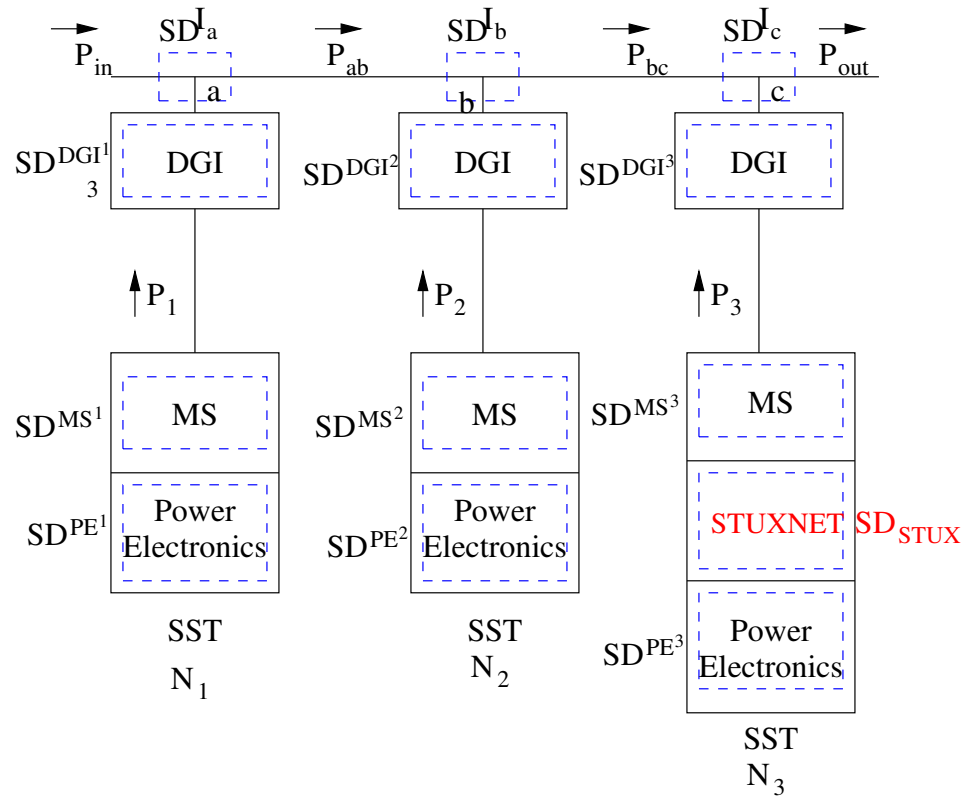 SD I_a SD I_b SD I_c
P_in P_ab P_bc P_out
a b c
SD^DGI^1 DGI SD^DGI^2 DGI SD^DGI^3 DGI
3
P_1 P_2 P_3
SD^MS^1 MS SD^MS^2 MS SD^MS^3 MS
SD^PE^1 Power Electronics SD^PE^2 Power Electronics STUXNET SD_STUX
SD^PE^3 Power Electronics
SST SST SST
N_1 N_2 N_3